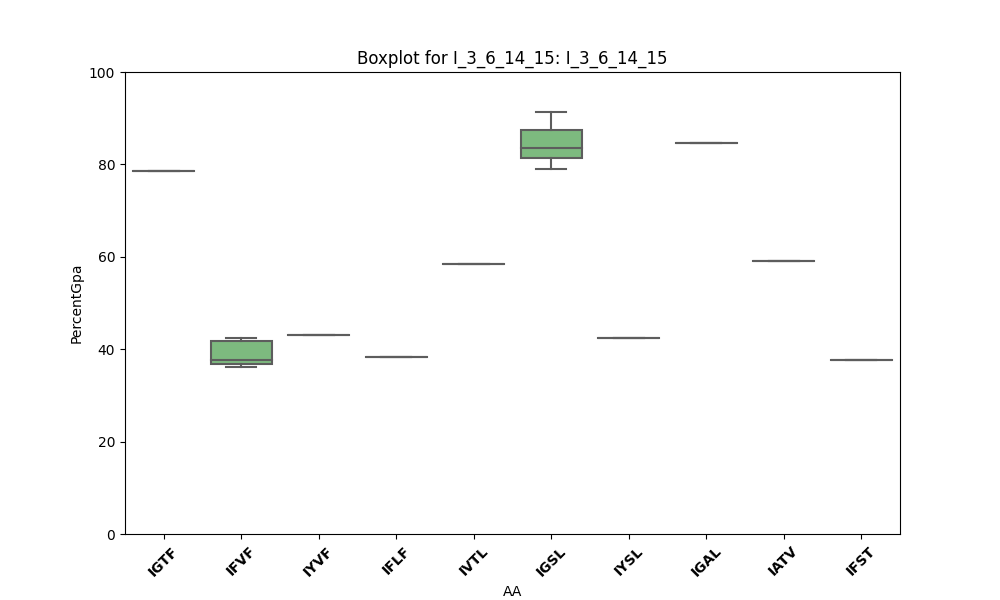 Boxplot for I_3_6_14_15: I_3_6_14_15
100
80
60
40
20
0
PercentGpa
IGTF
IFVF
IYVF
IFLF
IVTL
IGSL
IYSL
IGAL
IATV
IFST
AA